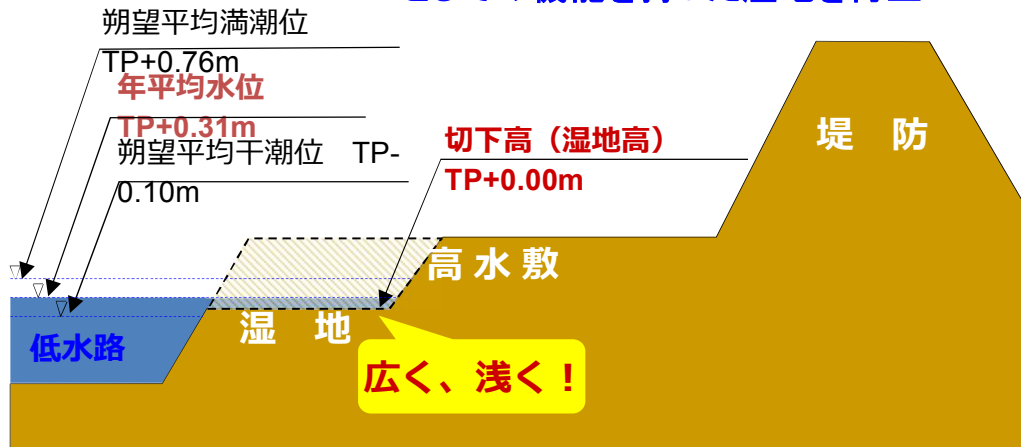 朔望平均満潮位
TP+0.76m
年平均水位
TP+0.31m
朔望平均干潮位 TP-
0.10m
切下高（湿地高）
TP+0.00m
堤 防
高水敷
湿 地
低水路
広く、浅く！